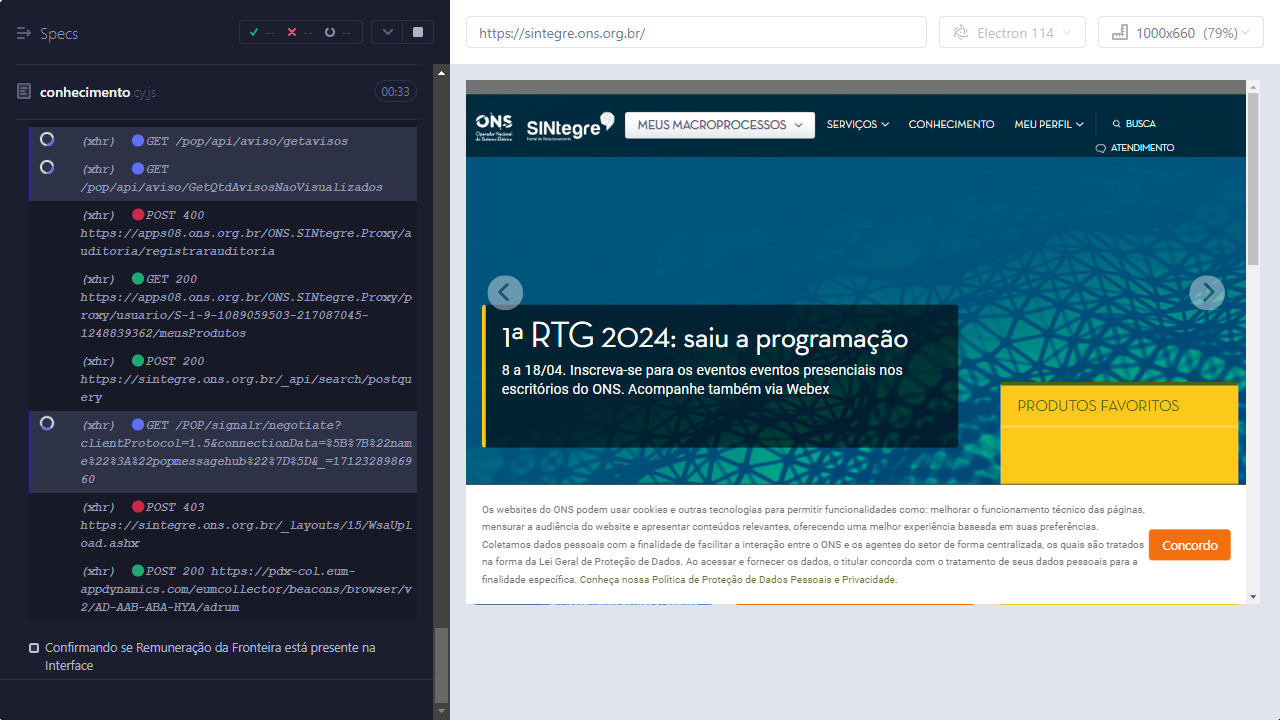 Specs
--
--
--
conhecimento.cy.js
00:33
(xhr) GET /pop/api/aviso/getavisos
(xhr) GET
/pop/api/aviso/GetQtdAvisosNaoVisualizados
(xhr) POST 400
https://apps08.ons.org.br/ONS.SINtegre.Proxy/a
uditoria/registrarauditoria
(xhr) GET 200
https://apps08.ons.org.br/ONS.SINtegre.Proxy/p
roxy/usuario/S-1-9-1089059503-217087045-
1248839362/meusProdutos
(xhr) POST 200
https://sintegre.ons.org.br/_api/search/postqu
ery
(xhr) GET /POP/signalr/negotiate?
clientProtocol=1.5&connectionData=%5B%7B%22nam
e%22%3A%22popmessagehub%22%7D%5D&_=17123289869
60
(xhr) POST 403
https://sintegre.ons.org.br/_layouts/15/WsaUpl
oad.ashx
(xhr) POST 200 https://pdx-col.eum-
appdynamics.com/eumcollector/beacons/browser/v
2/AD-AAB-ABA-HYA/adrum
Confirmando se Remuneração da Fronteira está presente na
Interface
https://sintegre.ons.org.br/
Electron 114
1000x660 (79%)
ONS
Operador Nacional
do Sistema Elétrico
SINtegre
Portal de Relacionamento
MEUS MACROPROCESSOS
SERVIÇOS
CONHECIMENTO
MEU PERFIL
BUSCA
ATENDIMENTO
1ª RTG 2024: saiu a programação
8 a 18/04. Inscreva-se para os eventos eventos presenciais nos
escritórios do ONS. Acompanhe também via Webex
PRODUTOS FAVORITOS
Os websites do ONS podem usar cookies e outras tecnologias para permitir funcionalidades como: melhorar o funcionamento técnico das páginas,
mensurar a audiência do website e apresentar conteúdos relevantes, oferecendo uma melhor experiência baseada em suas preferências.
Coletamos dados pessoais com a finalidade de facilitar a interação entre o ONS e os agentes do setor de forma centralizada, os quais são tratados
na forma da Lei Geral de Proteção de Dados. Ao acessar e fornecer os dados, o titular concorda com o tratamento de seus dados pessoais para a
finalidade específica. Conheça nossa Política de Proteção de Dados Pessoais e Privacidade.
Concordo